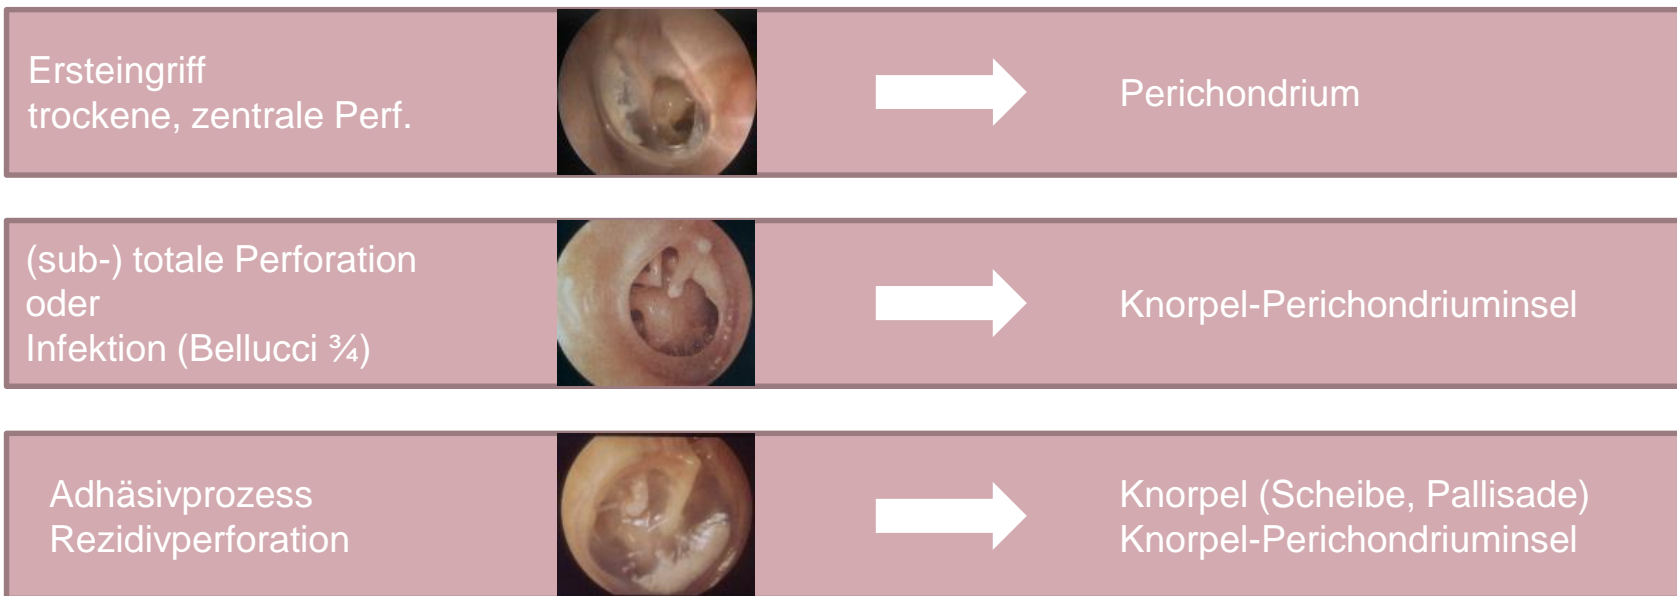 Ersteingriff
trockene, zentrale Perf.
Perichondrium
(sub-) totale Perforation
oder
Infektion (Bellucci ¾)
Knorpel-Perichondriuminsel
Adhäsivprozess
Rezidivperforation
Knorpel (Scheibe, Pallisade)
Knorpel-Perichondriuminsel